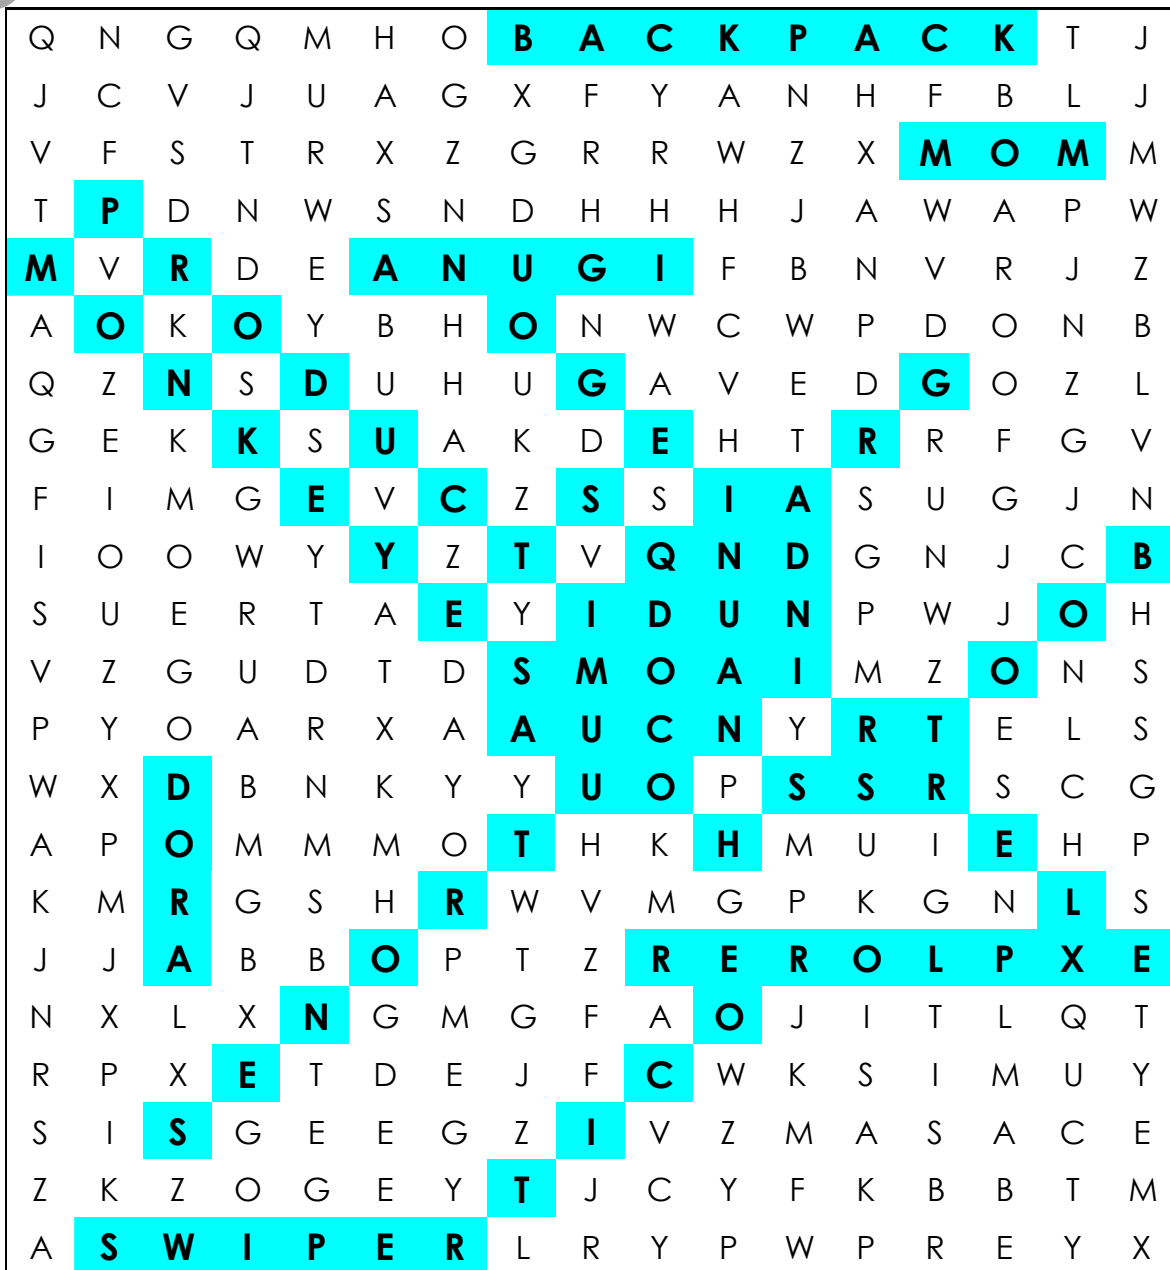 Q N G Q M H O B A C K P A C K T J
J C V J U A G X F Y A N H F B L J
V F S T R X Z G R R W Z X M O M M
T P D N W S N D H H H J A W A P W
M V R D E A N U G I F B N V R J Z
A O K O Y B H O N W C W P D O N B
Q Z N S D U H U G A V E D G O Z L
G E K K S U A K D E H T R R F G V
F I M G E V C Z S S I A S U G J N
I O O W Y Y Z T V Q N D G N J C B
S U E R T A E Y I D U N P W J O H
V Z G U D T D S M O A I M Z O N S
P Y O A R X A A U C N Y R T E L S
W X D B N K Y Y U O P S S R S C G
A P O M M M O T H K H M U I E H P
K M R G S H R W V M G P K G N L S
J J A B B O P T Z R E R O L P X E
N X L X N G M G F A O J I T L Q T
R P X E T D E J F C W K S I M U Y
S I S G E E G Z I V Z M A S A C E
Z K Z O G E Y T J C Y F K B B T M
A S W I P E R L R Y P W P R E Y X